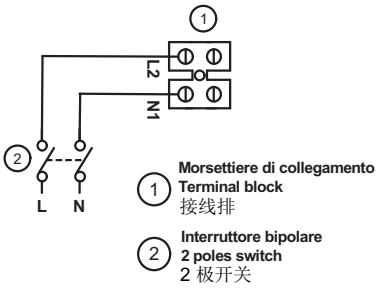 1
L2
N1
2
L N
1
Morsettiere di collegamento
Terminal block
接线排
2
Interruttore bipolare
2 poles switch
2 极开关